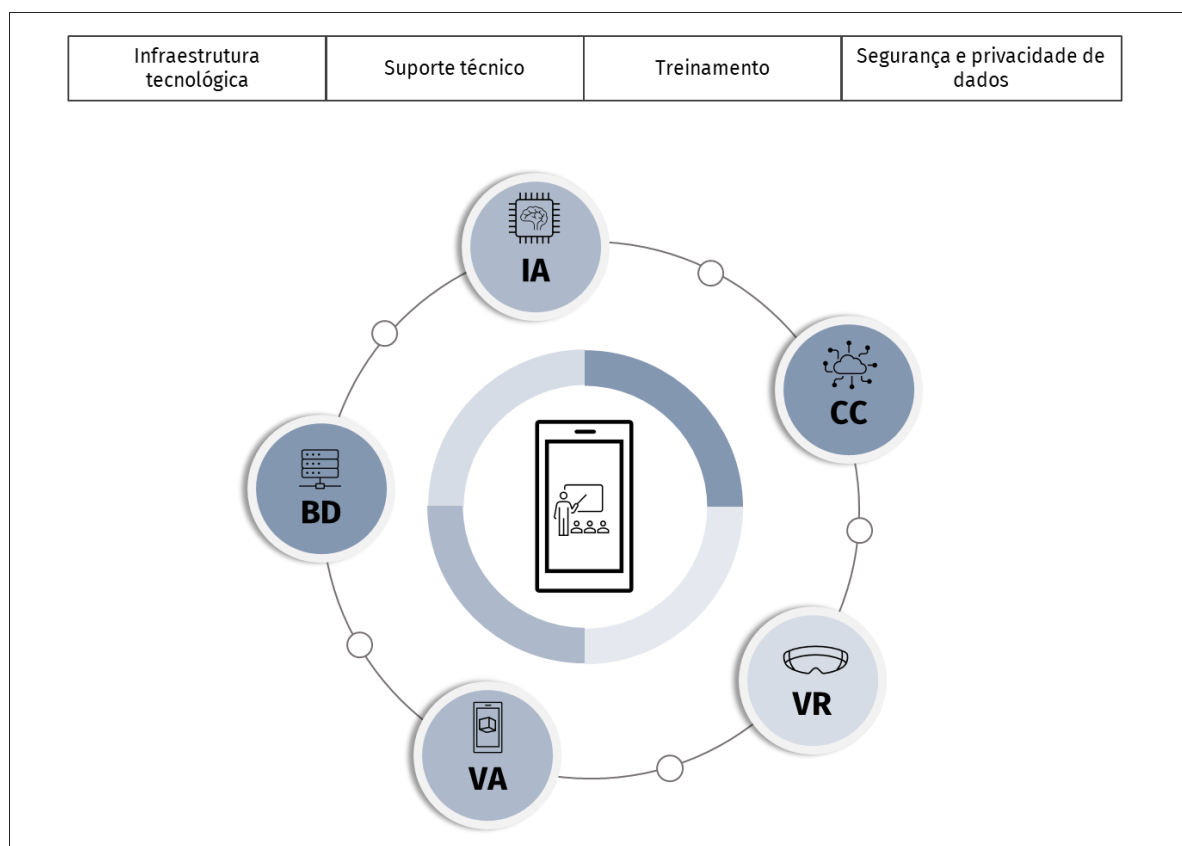 Infraestrutura
tecnológica
Suporte técnico
Treinamento
Segurança e privacidade de
dados
IA
CC
BD
VR
VA